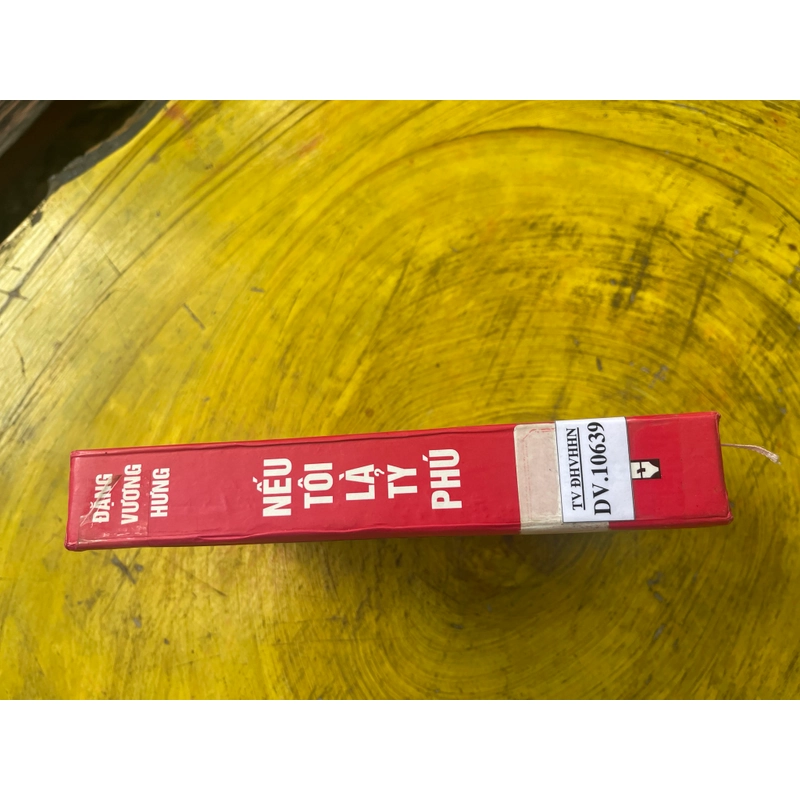 ĐẶNG
VƯƠNG
HƯNG
NẾU
TÔI
LÀ
TỶ
PHÚ
TV ĐHVHHN
DV.10639